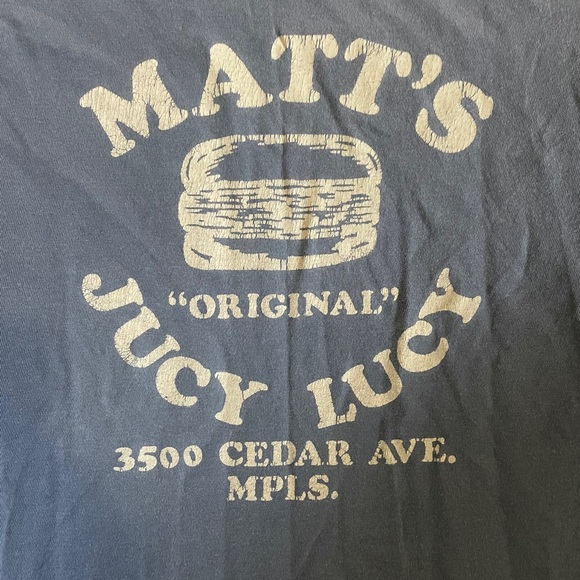 MATT'S
"ORIGINAL"
JUCY LUCY
3500 CEDAR AVE.
MPLS.